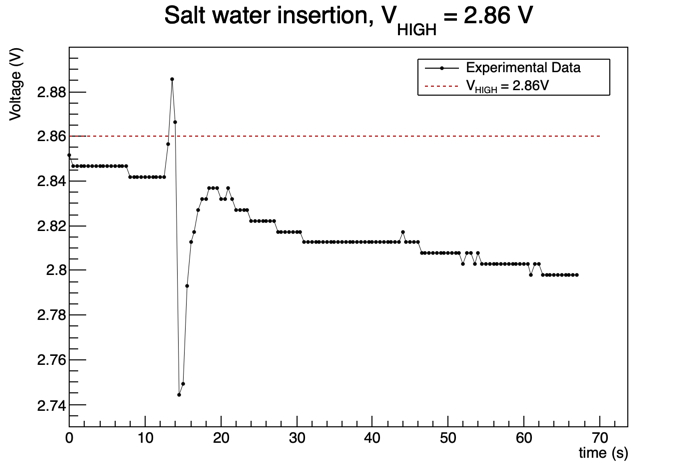 Salt water insertion, V_HIGH = 2.86 V
Voltage (V)
Experimental Data
V_HIGH = 2.86V
2.88
2.86
2.84
2.82
2.8
2.78
2.76
2.74
0 10 20 30 40 50 60 70
time (s)